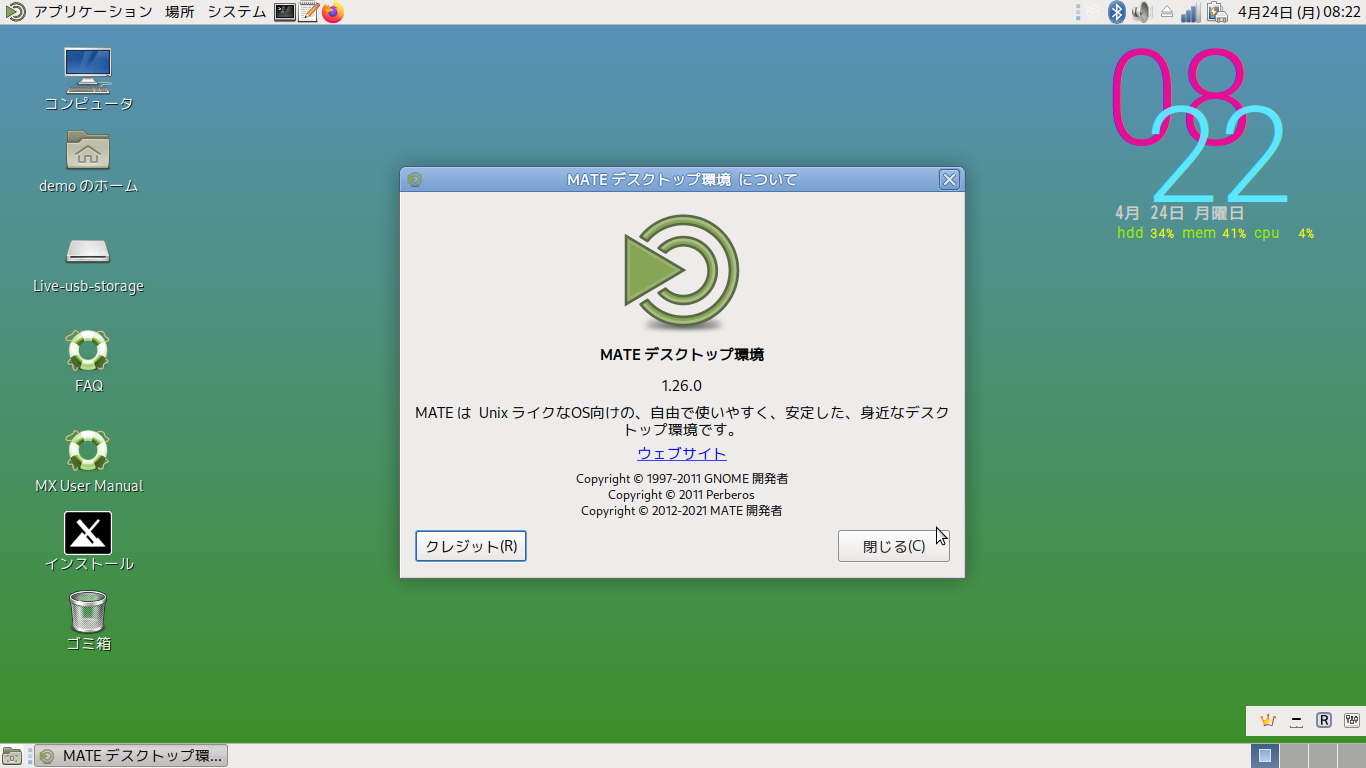 アプリケーション 場所 システム
4月24日 (月) 08:22
コンピュータ
demo のホーム
Live-usb-storage
FAQ
MX User Manual
インストール
ゴミ箱
08
22
4月 24日 月曜日
hdd 34% mem 41% cpu 4%
MATE デスクトップ環境 について
MATE デスクトップ環境
1.26.0
MATE は Unix ライクなOS向けの、自由で使いやすく、安定した、身近なデスク
トップ環境です。
ウェブサイト
Copyright © 1997-2011 GNOME 開発者
Copyright © 2011 Perberos
Copyright © 2012-2021 MATE 開発者
クレジット(R)
閉じる(C)
R
MATE デスクトップ環...